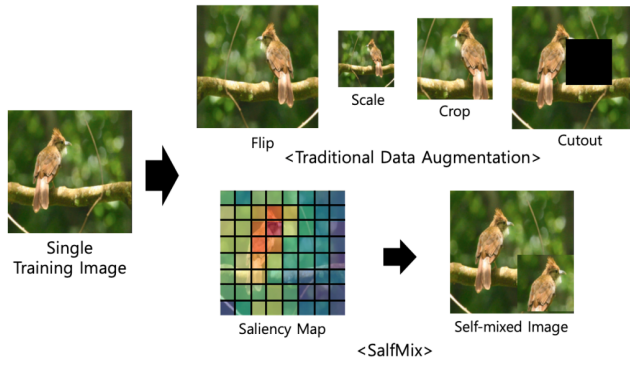 Flip
Scale
Crop
Cutout
<Traditional Data Augmentation>
Single
Training Image
Saliency Map
Self-mixed Image
<SalfMix>